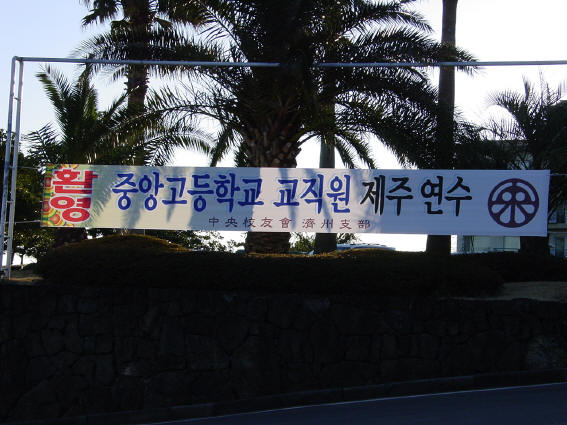 환영
중앙고등학교 교직원 제주 연수
中央校友會 濟州支部
央